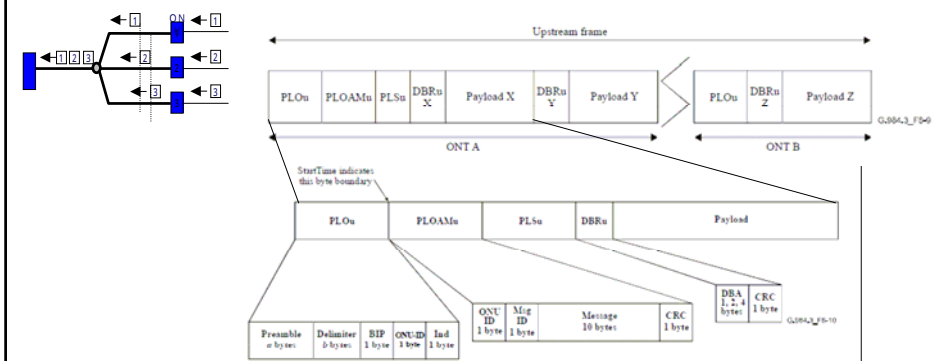 1
ON
1
1 2 3
2
2
3
3
Upstream frame
PLOu PLOAMu PLSu DBRu X Payload X DBRu Y Payload Y PLOu DBRu Z Payload Z
G.984.3_F8-9
ONT A ONT B
StartTime indicates
this byte boundary
PLOu PLOAMu PLSu DBRu Payload
DBA
1, 2, 4
bytes
CRC
1 byte
G.984.3_F8-10
ONU
ID
1 byte
Msg
ID
1 byte
Message
10 bytes
CRC
1 byte
Preamble
a bytes
Delimiter
b bytes
BIP
1 byte
ONU-ID
1 byte
Ind
1 byte